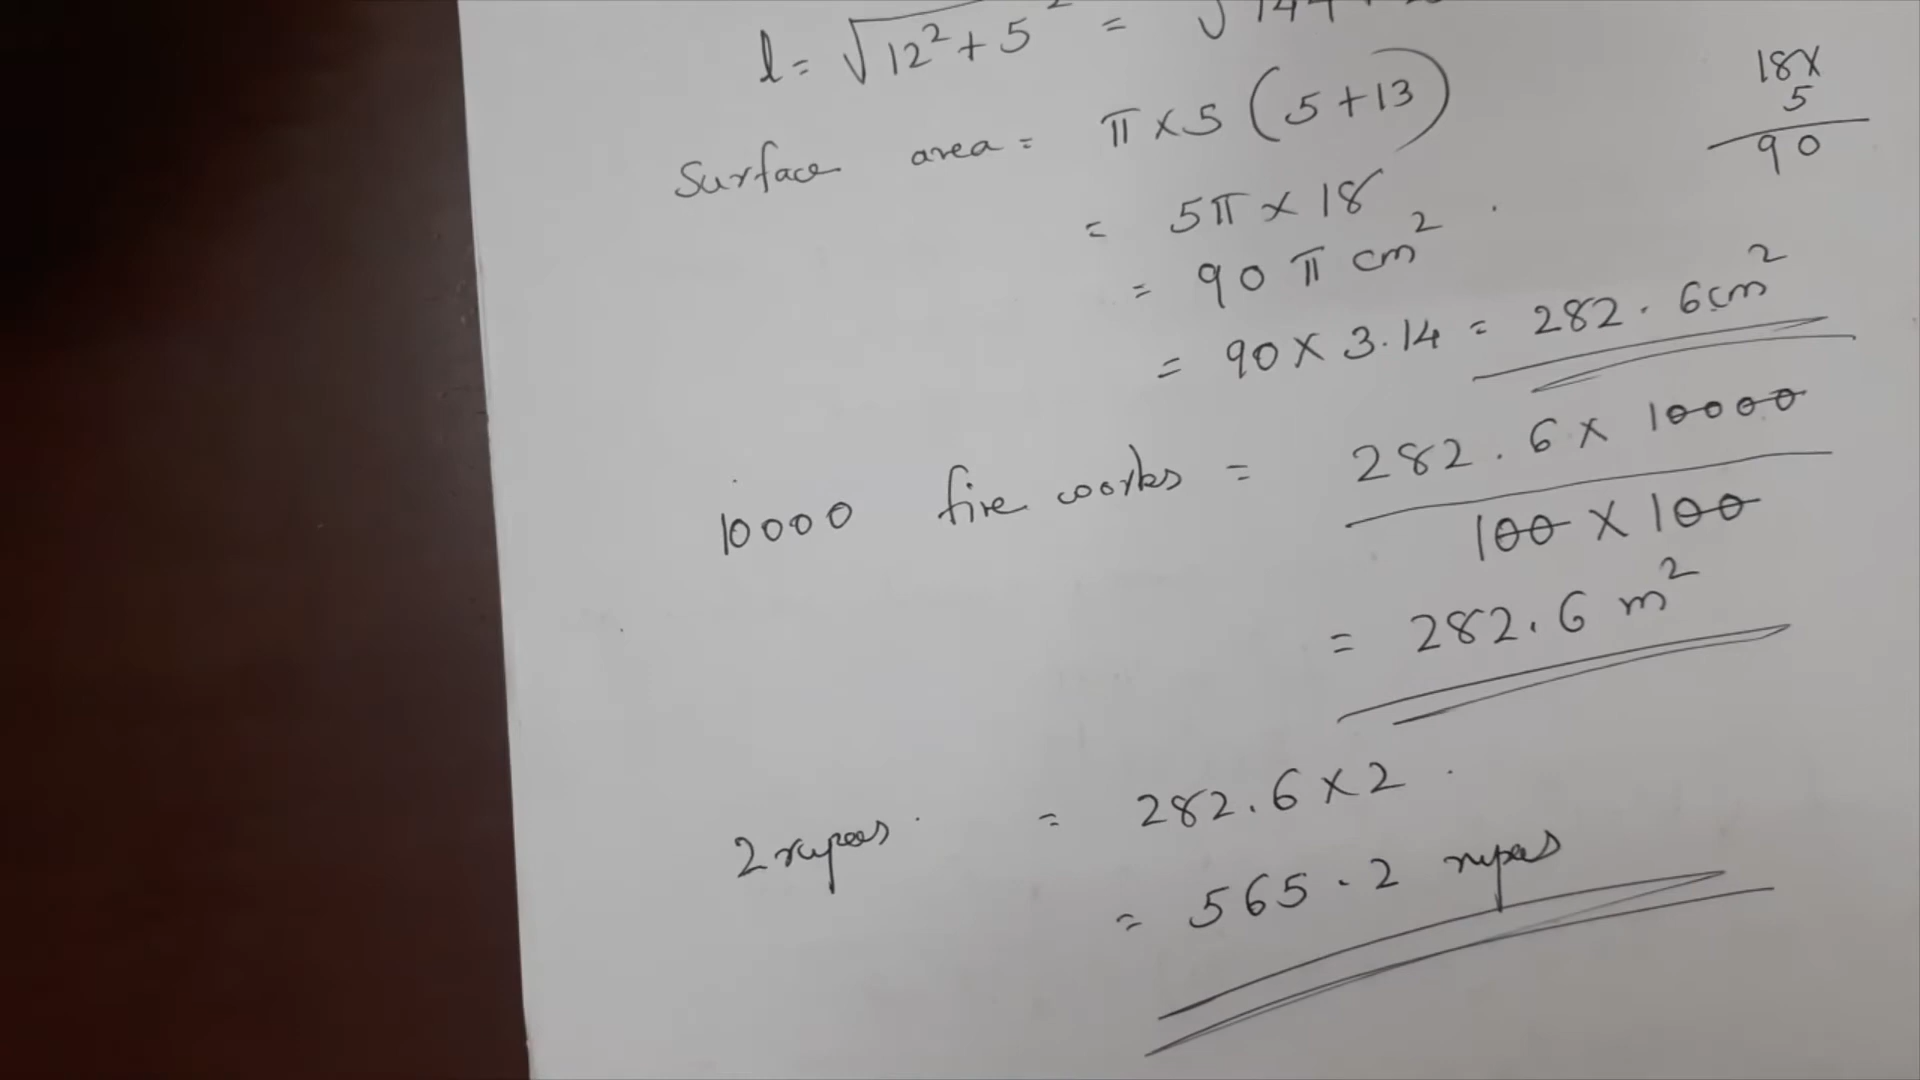 l = √12² + 5² = √144
Surface area = π × 5 (5 + 13)
= 5π × 18
= 90 π cm²
= 90 × 3.14 = 282.6 cm²
18 ×
5
90
10000 fire works = 282.6 × 10000
100 × 100
= 282.6 m²
2 rupees = 282.6 × 2
= 565.2 rupees